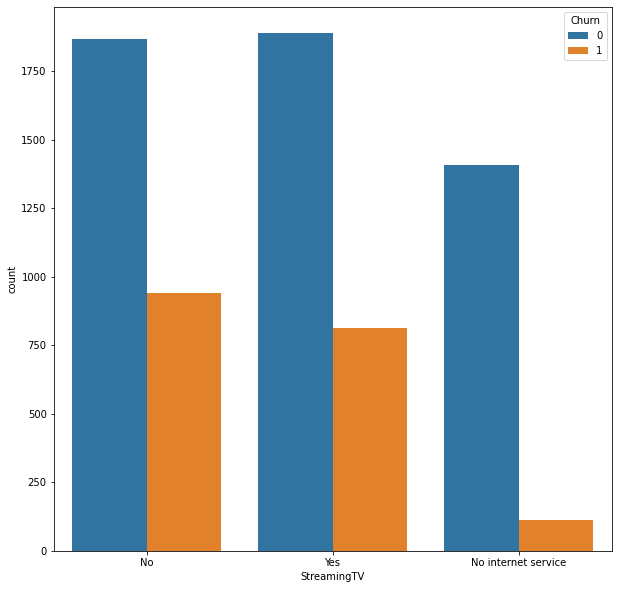 Churn
0
1
1750
1500
1250
1000
750
500
250
0
count
No
Yes
No internet service
StreamingTV